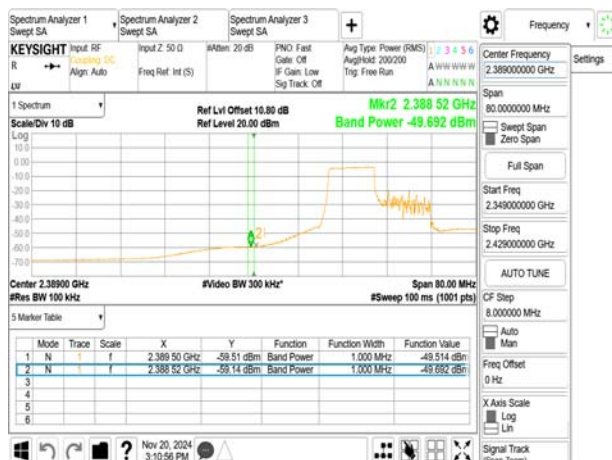 Spectrum Analyzer 1
Swept SA
Spectrum Analyzer 2
Swept SA
Spectrum Analyzer 3
Swept SA
+
Frequency
KEYSIGHT
R
Input: RF
Coupling: DC
Align: Auto
Input Z: 50 Ω
Freq Ref: Int (S)
#Atten: 20 dB
PNO: Fast
Gate: Off
IF Gain: Low
Sig Track: Off
Avg Type: Power (RMS)
Avg|Hold: 200/200
Trig: Free Run
1 2 3 4 5 6
A W W W W W
A N N N N N
Settings
1 Spectrum
Scale/Div 10 dB
Ref Lvl Offset 10.80 dB
Ref Level 20.00 dBm
Mkr2 2.388 52 GHz
Band Power -49.692 dBm
Log
10.0
0.00
-10.0
-20.0
-30.0
-40.0
-50.0
-60.0
-70.0
2
Center 2.38900 GHz
#Res BW 100 kHz
#Video BW 300 kHz*
Span 80.00 MHz
#Sweep 100 ms (1001 pts)
5 Marker Table
Mode Trace Scale X Y Function Function Width Function Value
1 N 1 f 2.389 50 GHz -59.51 dBm Band Power 1.000 MHz -49.514 dBm
2 N 1 f 2.388 52 GHz -59.14 dBm Band Power 1.000 MHz -49.692 dBm
3
4
5
6
?
Nov 20, 2024
3:10:56 PM
Center Frequency
2.389000000 GHz
Span
80.0000000 MHz
Swept Span
Zero Span
Full Span
Start Freq
2.349000000 GHz
Stop Freq
2.429000000 GHz
AUTO TUNE
CF Step
8.000000 MHz
Auto
Man
Freq Offset
0 Hz
X Axis Scale
Log
Lin
Signal Track